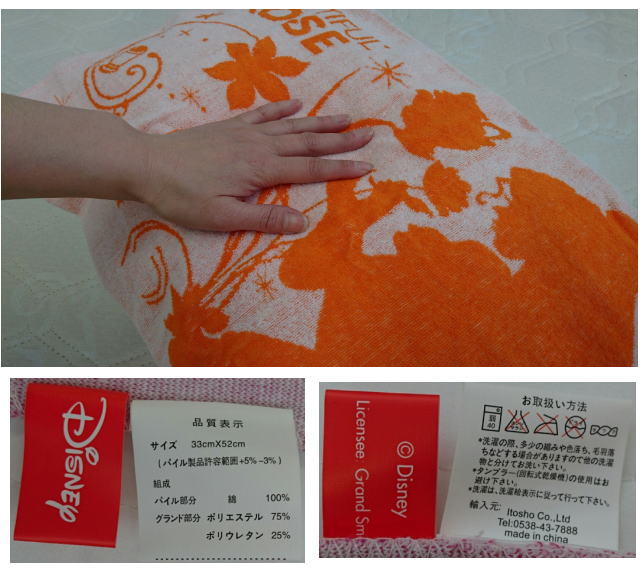 TIFUL
OSE
Disney
品質表示
サイズ 33cmX52cm
(パイル製品許容範囲+5%-3%)
組成
パイル部分 綿 100%
グランド部分 ポリエステル 75%
ポリウレタン 25%
© Disney
Licensee Grand Sm
お取扱い方法
弱
40
*洗濯の際、多少の縮みや色落ち、毛羽落
ちなどする場合がありますので他の洗濯
物と分けてお洗い下さい。
*タンブラー(回転式乾燥機)の使用はお
避け下さい。
*洗濯は、洗濯絵表示に従って行って下さい。
輸入元: Itosho Co.,Ltd
Tel:0538-43-7888
made in china